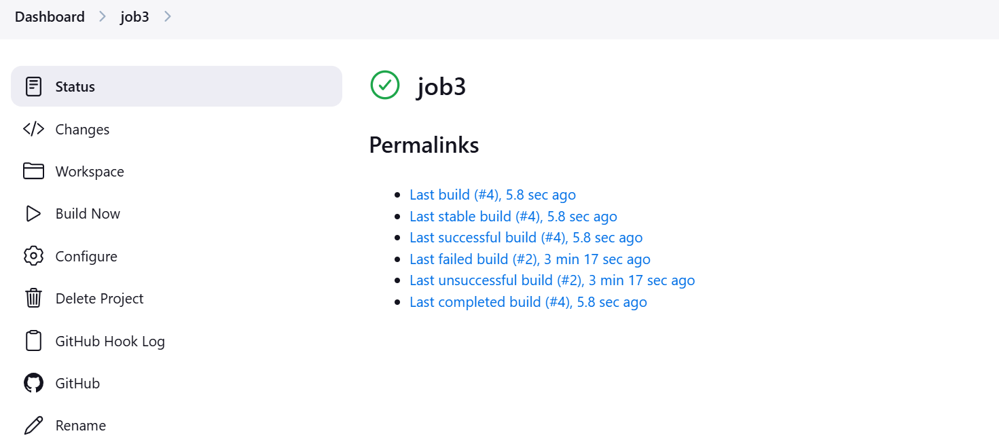 Dashboard > job3 >
Status
Changes
Workspace
Build Now
Configure
Delete Project
GitHub Hook Log
GitHub
Rename
job3
Permalinks
Last build (#4), 5.8 sec ago
Last stable build (#4), 5.8 sec ago
Last successful build (#4), 5.8 sec ago
Last failed build (#2), 3 min 17 sec ago
Last unsuccessful build (#2), 3 min 17 sec ago
Last completed build (#4), 5.8 sec ago